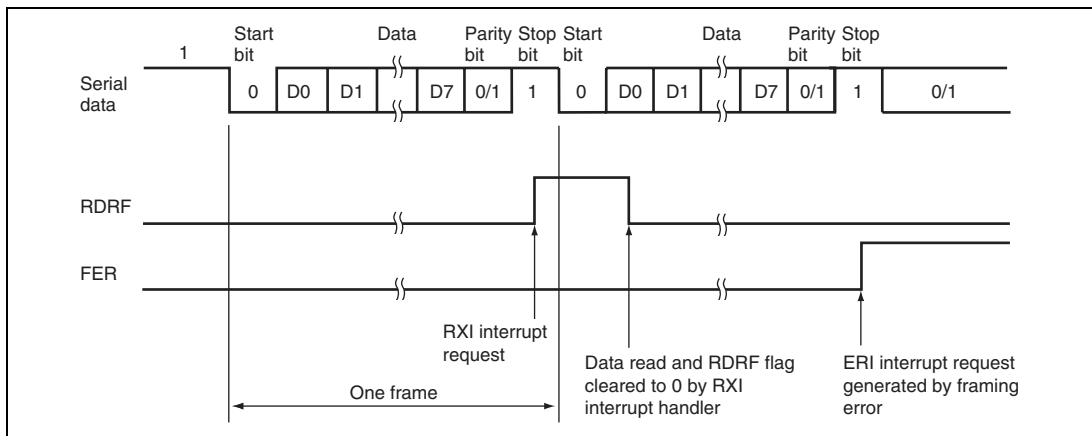 Start bit Data Parity bit Stop bit Start bit Data Parity bit Stop bit
1
Serial data
0 D0 D1 D7 0/1 1 0 D0 D1 D7 0/1 1 0/1
RDRF
FER
RXI interrupt
request
Data read and RDRF flag
cleared to 0 by RXI
interrupt handler
ERI interrupt request
generated by framing
error
One frame